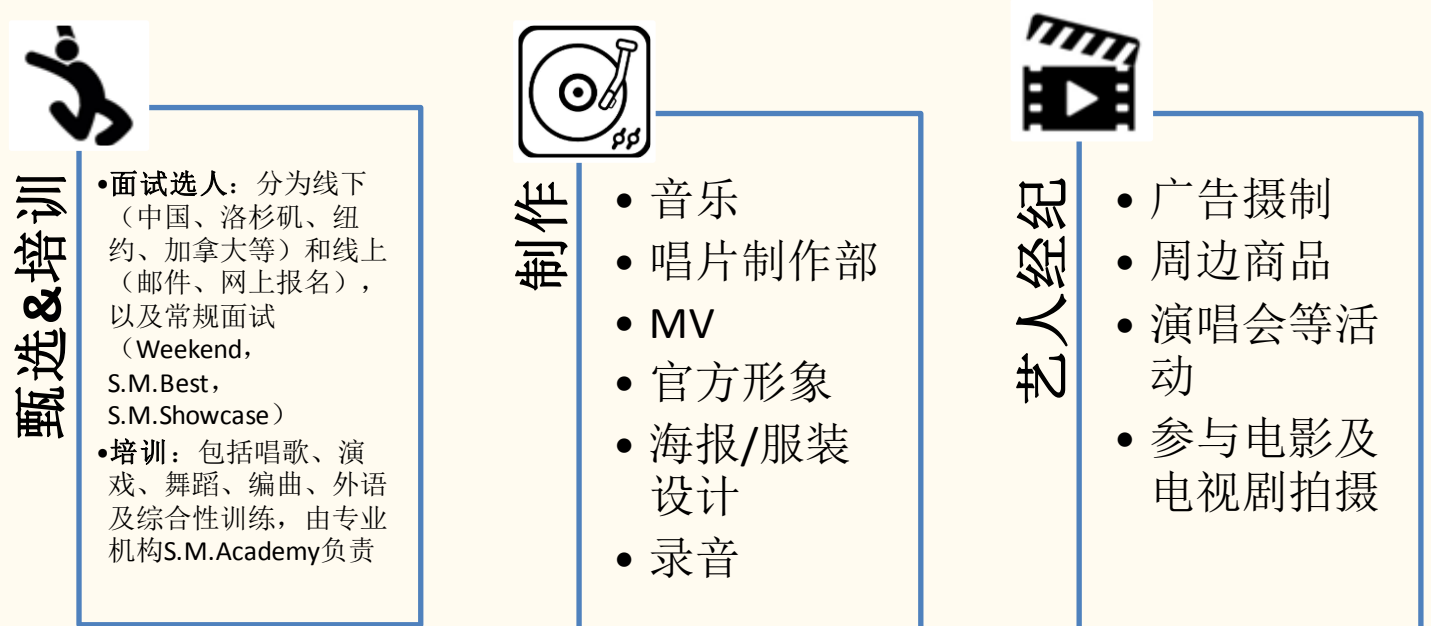 甄选&培训
•面试选人：分为线下
（中国、洛杉矶、纽
约、加拿大等）和线上
（邮件、网上报名），
以及常规面试
（Weekend，
S.M.Best，
S.M.Showcase）
•培训：包括唱歌、演
戏、舞蹈、编曲、外语
及综合性训练，由专业
机构S.M.Academy负责
制作
• 音乐
• 唱片制作部
• MV
• 官方形象
• 海报/服装
设计
• 录音
艺人经纪
• 广告摄制
• 周边商品
• 演唱会等活
动
• 参与电影及
电视剧拍摄